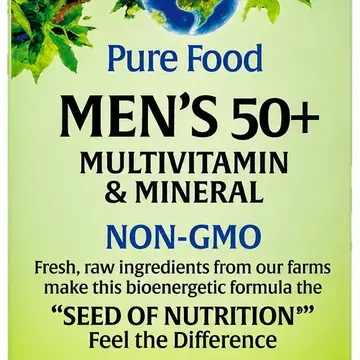 Pure Food
MEN'S 50+
MULTIVITAMIN
& MINERAL
NON-GMO
Fresh, raw ingredients from our farms
make this bioenergetic formula the
“SEED OF NUTRITION®”
Feel the Difference